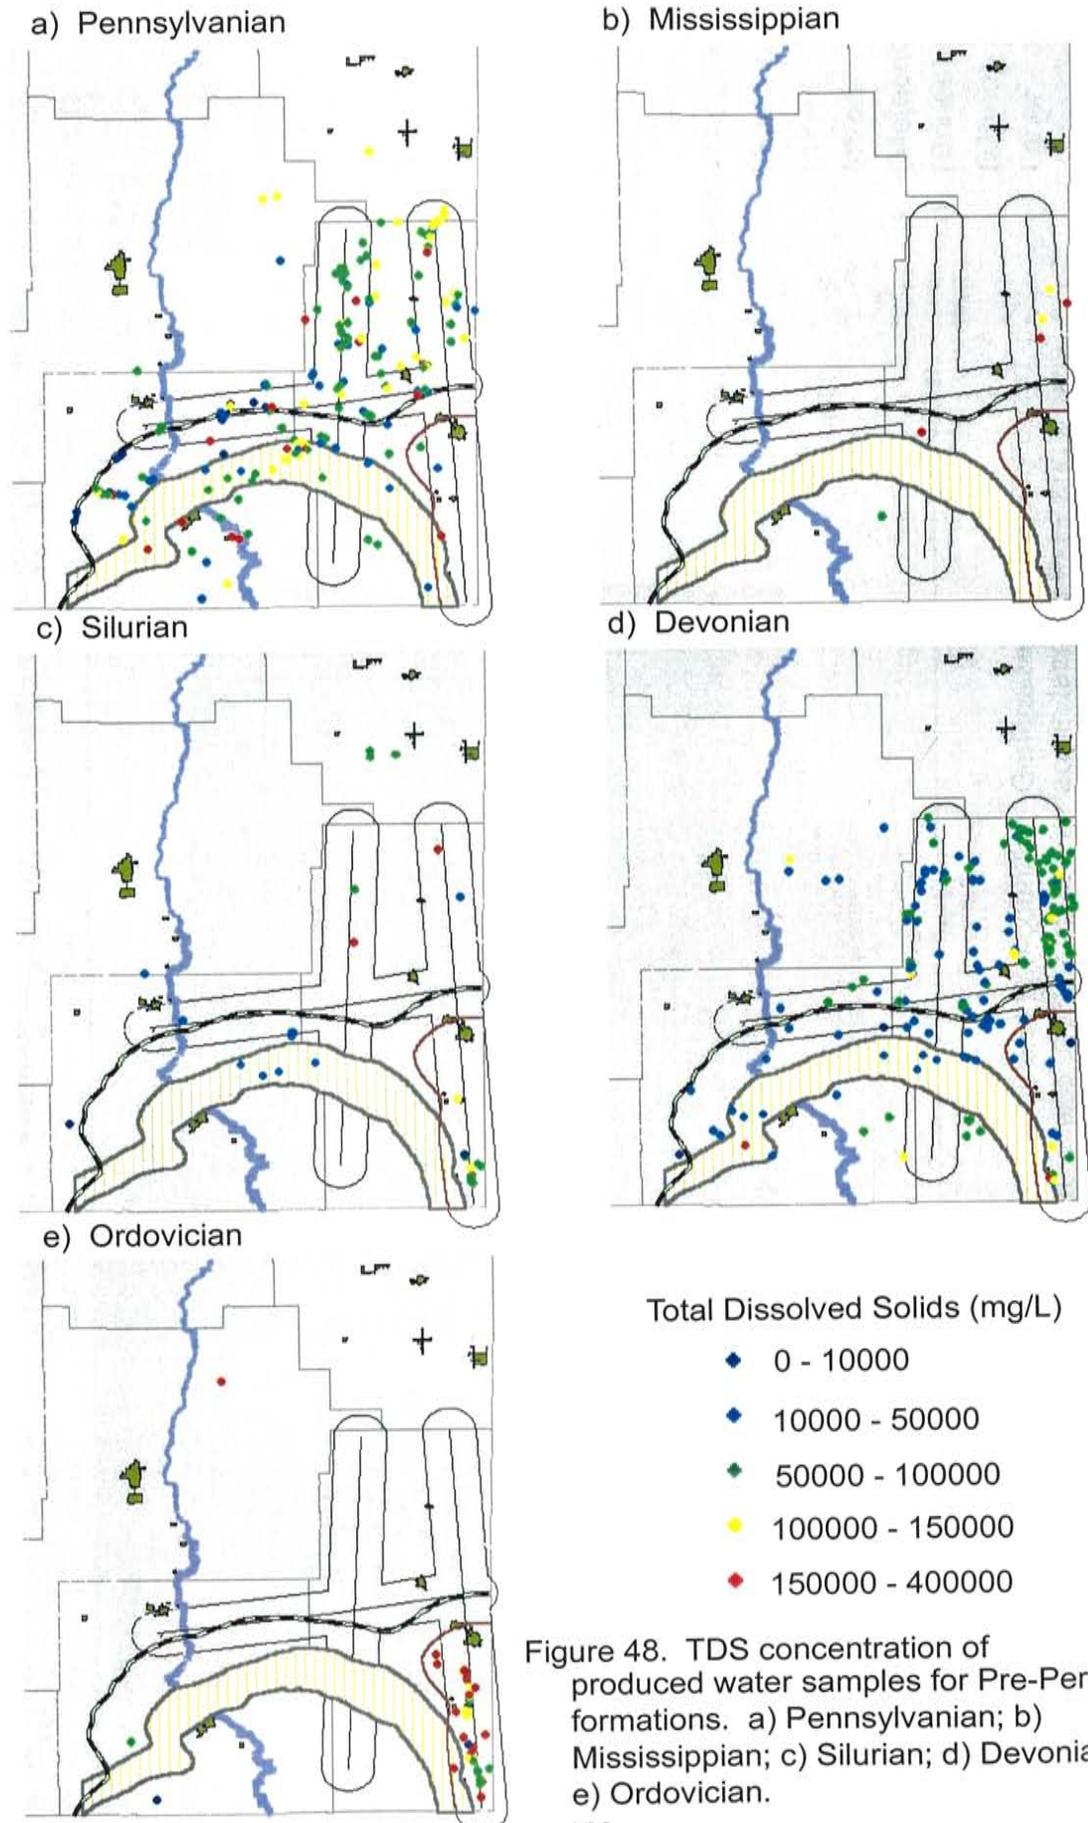 a) Pennsylvanian
b) Mississippian
c) Silurian
d) Devonian
e) Ordovician
Total Dissolved Solids (mg/L)
0 - 10000
10000 - 50000
50000 - 100000
100000 - 150000
150000 - 400000
Figure 48. TDS concentration of
produced water samples for Pre-Per
formations. a) Pennsylvanian; b)
Mississippian; c) Silurian; d) Devonia
e) Ordovician.